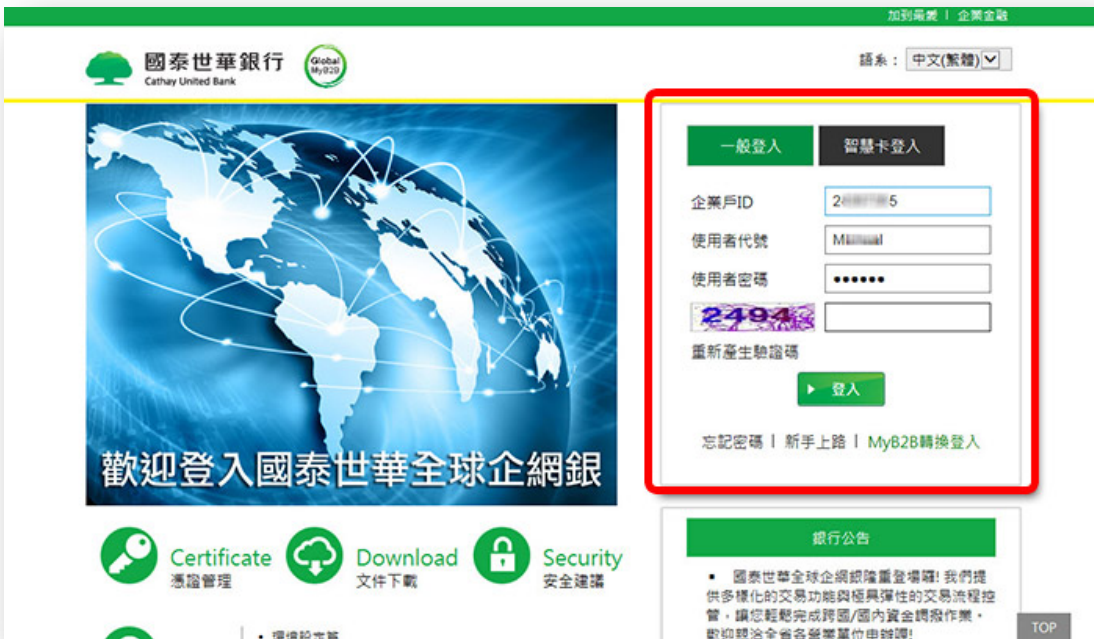 加到最愛 | 企業金融
國泰世華銀行
Cathay United Bank
Global
MyB2B
語系： 中文(繁體)
一般登入 智慧卡登入
企業戶ID 2 5
使用者代號
使用者密碼 ••••••
2494
重新產生驗證碼
登入
忘記密碼 | 新手上路 | MyB2B轉換登入
歡迎登入國泰世華全球企網銀
Certificate
憑證管理
Download
文件下載
Security
安全建議
銀行公告
▪ 國泰世華全球企網銀隆重登場囉! 我們提
供多樣化的交易功能與極具彈性的交易流程控
管，讓您輕鬆完成跨國/國內資金調撥作業。
歡迎親洽全省各營業單位申辦喔!
TOP